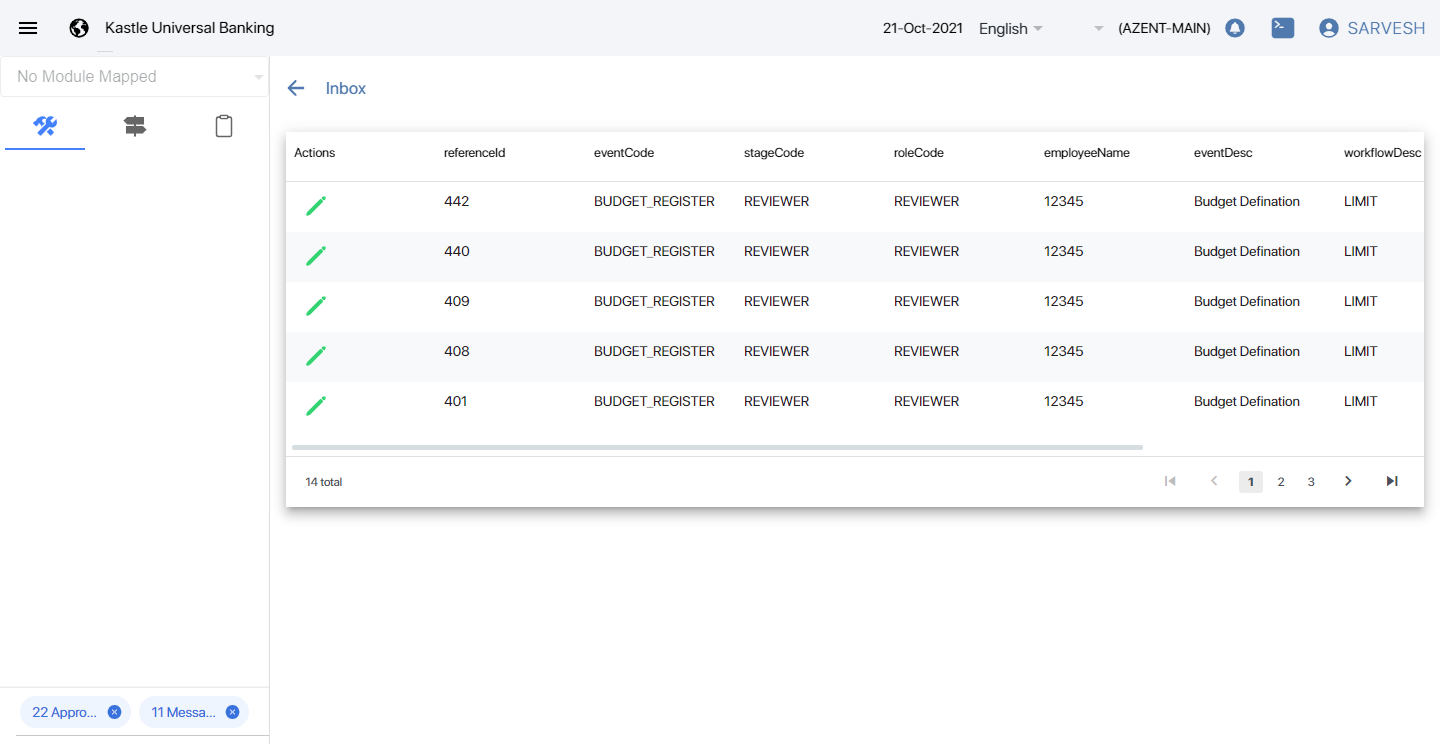 Kastle Universal Banking 21-Oct-2021 English (AZENT-MAIN) SARVESH
No Module Mapped
Inbox
Actions referenceId eventCode stageCode roleCode employeeName eventDesc workflowDesc
442 BUDGET_REGISTER REVIEWER REVIEWER 12345 Budget Defination LIMIT
440 BUDGET_REGISTER REVIEWER REVIEWER 12345 Budget Defination LIMIT
409 BUDGET_REGISTER REVIEWER REVIEWER 12345 Budget Defination LIMIT
408 BUDGET_REGISTER REVIEWER REVIEWER 12345 Budget Defination LIMIT
401 BUDGET_REGISTER REVIEWER REVIEWER 12345 Budget Defination LIMIT
14 total 1 2 3
22 Appro... 11 Messa...